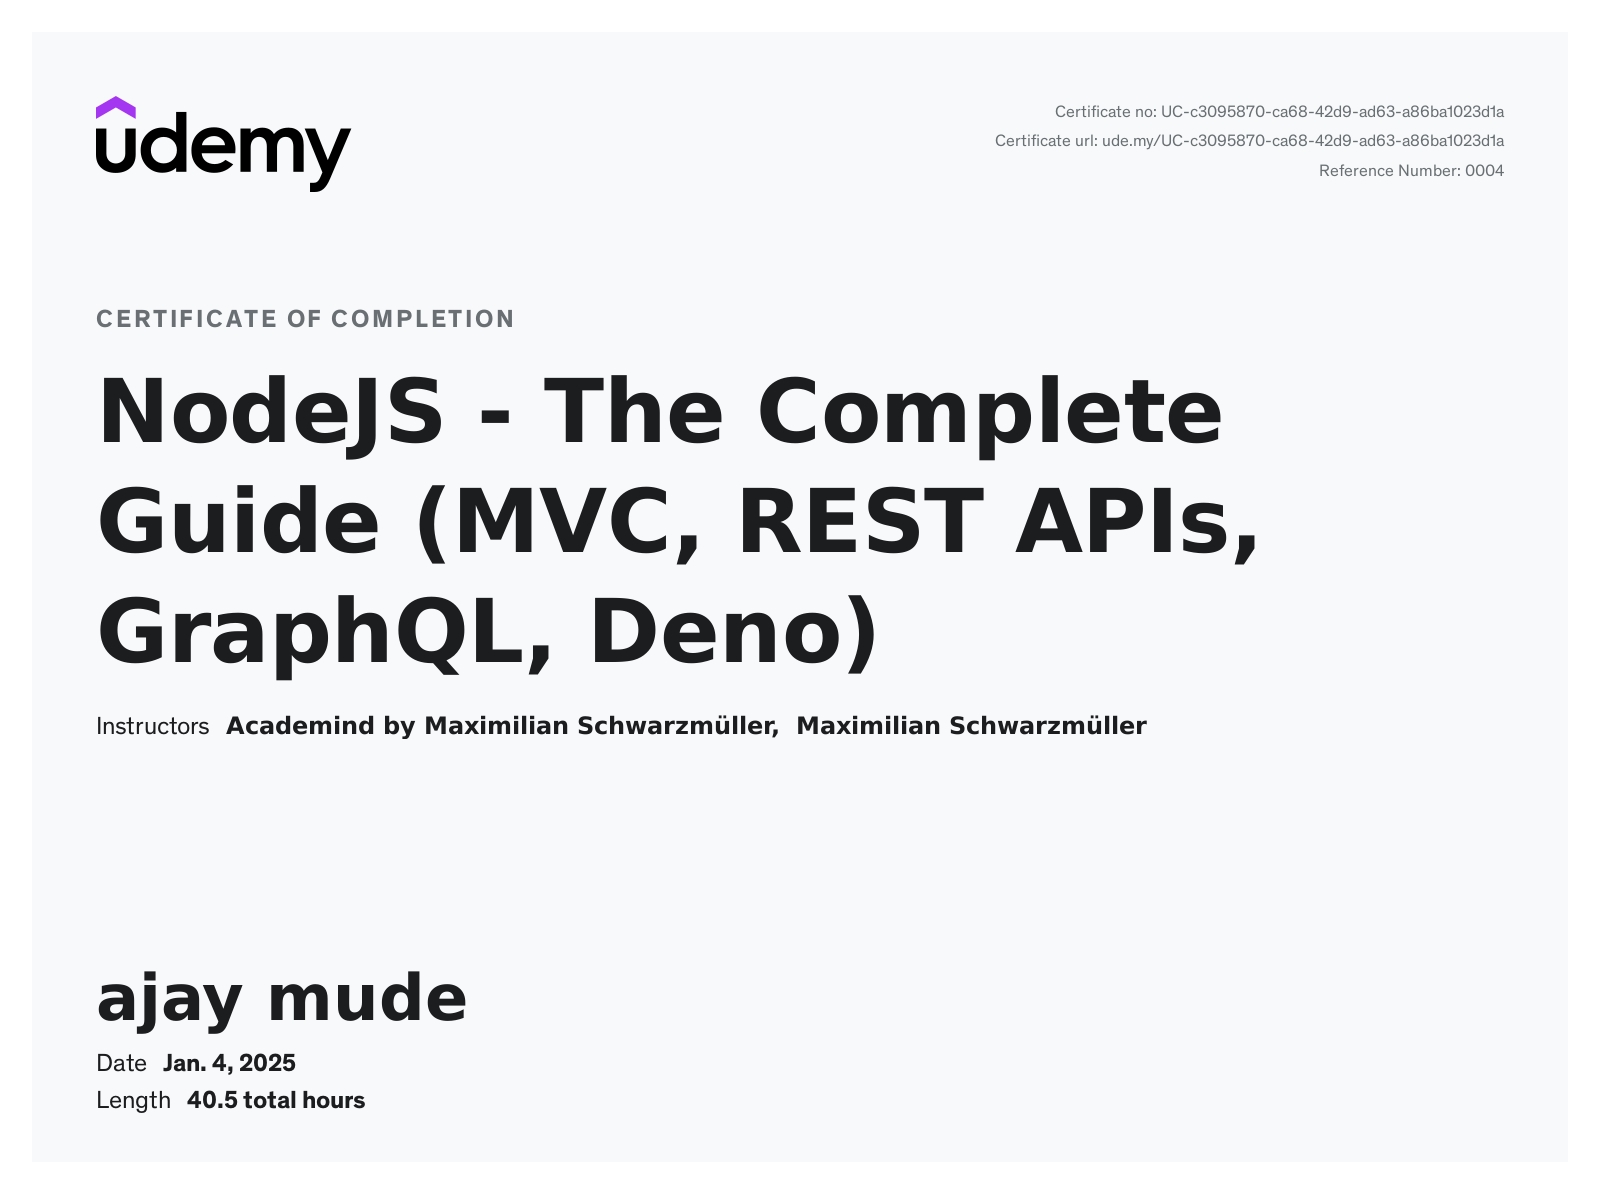 udemy
Certificate no: UC-c3095870-ca68-42d9-ad63-a86ba1023d1a
Certificate url: ude.my/UC-c3095870-ca68-42d9-ad63-a86ba1023d1a
Reference Number: 0004
CERTIFICATE OF COMPLETION
NodeJS - The Complete
Guide (MVC, REST APIs,
GraphQL, Deno)
Instructors Academind by Maximilian Schwarzmüller, Maximilian Schwarzmüller
ajay mude
Date Jan. 4, 2025
Length 40.5 total hours